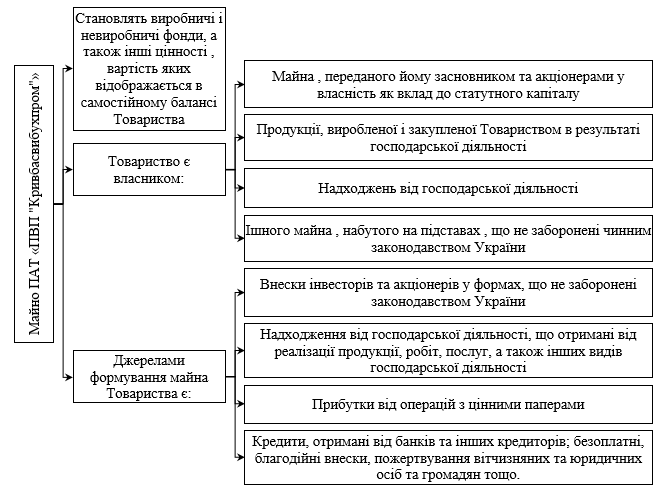 Майно ПАТ «ПВП "Кривбасвибухпром"»
Становлять виробничі і
невиробничі фонди, а
також інші цінності ,
вартість яких
відображається в
самостійному балансі
Товариства
Товариство є
власником:
Майна , переданого йому засновником та акціонерами у
власність як вклад до статутного капіталу
Продукції, виробленої і закупленої Товариством в результаті
господарської діяльності
Надходжень від господарської діяльності
Ішного майна , набутого на підставах , що не заборонені чинним
законодавством України
Джерелами
формування майна
Товариства є:
Внески інвесторів та акціонерів у формах, що не заборонені
законодавством України
Надходження від господарської діяльності, що отримані від
реалізації продукції, робіт, послуг, а також інших видів
господарської діяльності
Прибутки від операцій з цінними паперами
Кредити, отримані від банків та інших кредиторів; безоплатні,
благодійні внески, пожертвування вітчизняних та юридичних
осіб та громадян тощо.